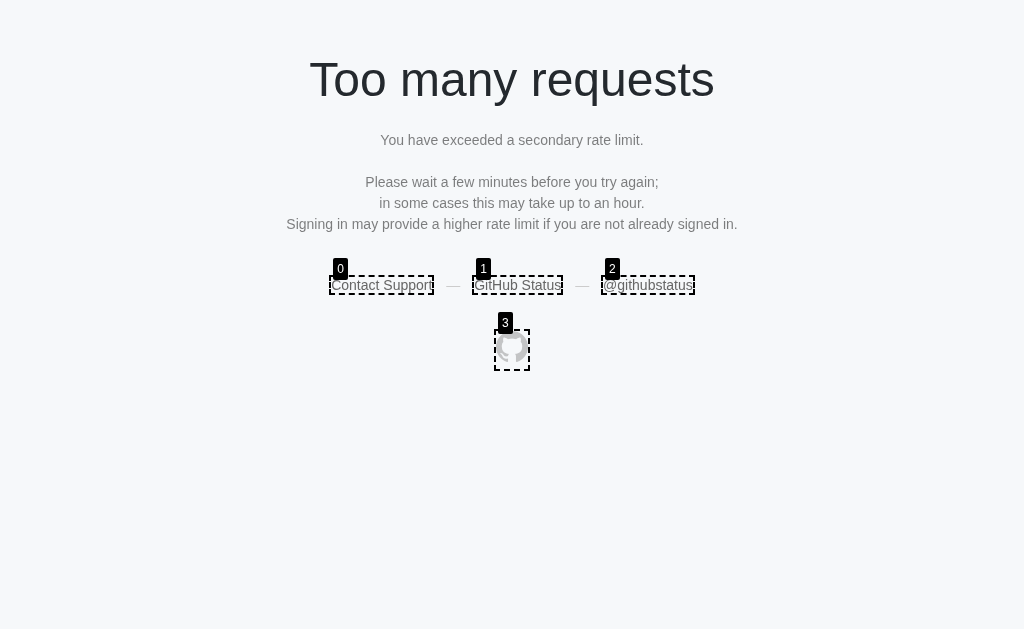 Too many requests
You have exceeded a secondary rate limit.
Please wait a few minutes before you try again;
in some cases this may take up to an hour.
Signing in may provide a higher rate limit if you are not already signed in.
0 1 2
Contact Support — GitHub Status — @githubstatus
3